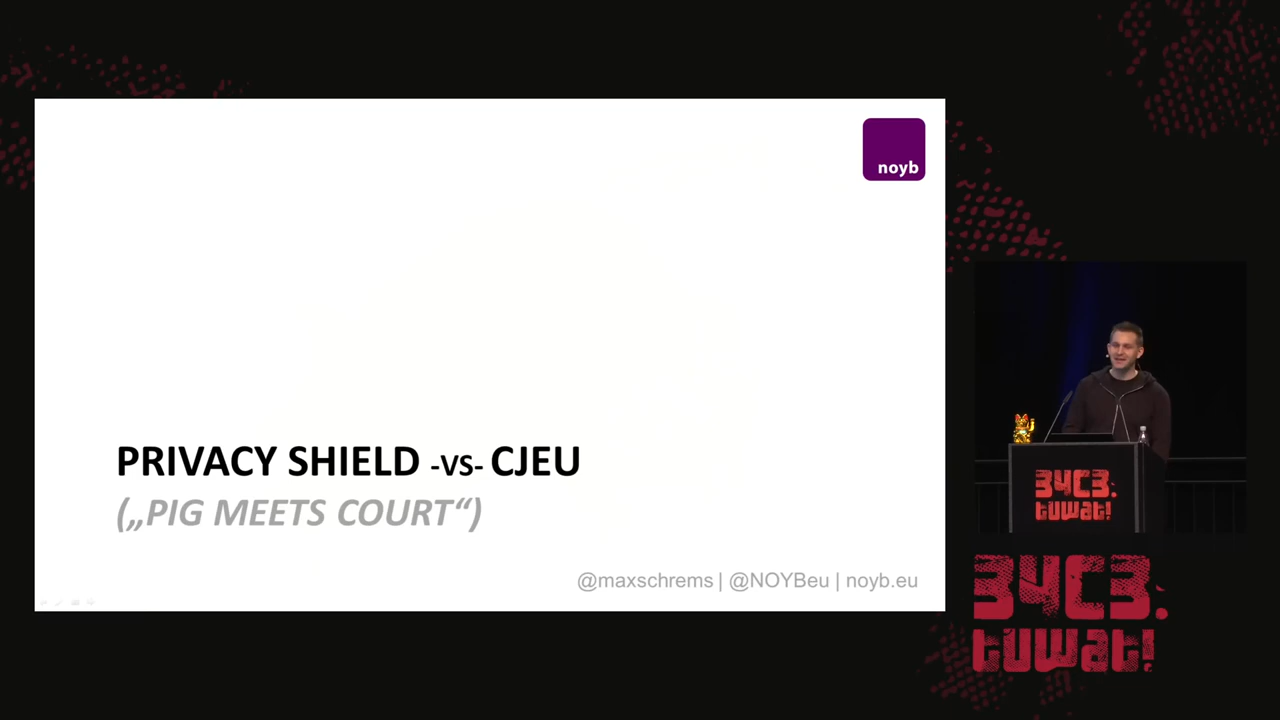 noyb
PRIVACY SHIELD -VS- CJEU
(„PIG MEETS COURT“)
@maxschrems | @NOYBeu | noyb.eu
34C3.
tuwat!
34C3.
tuwat!